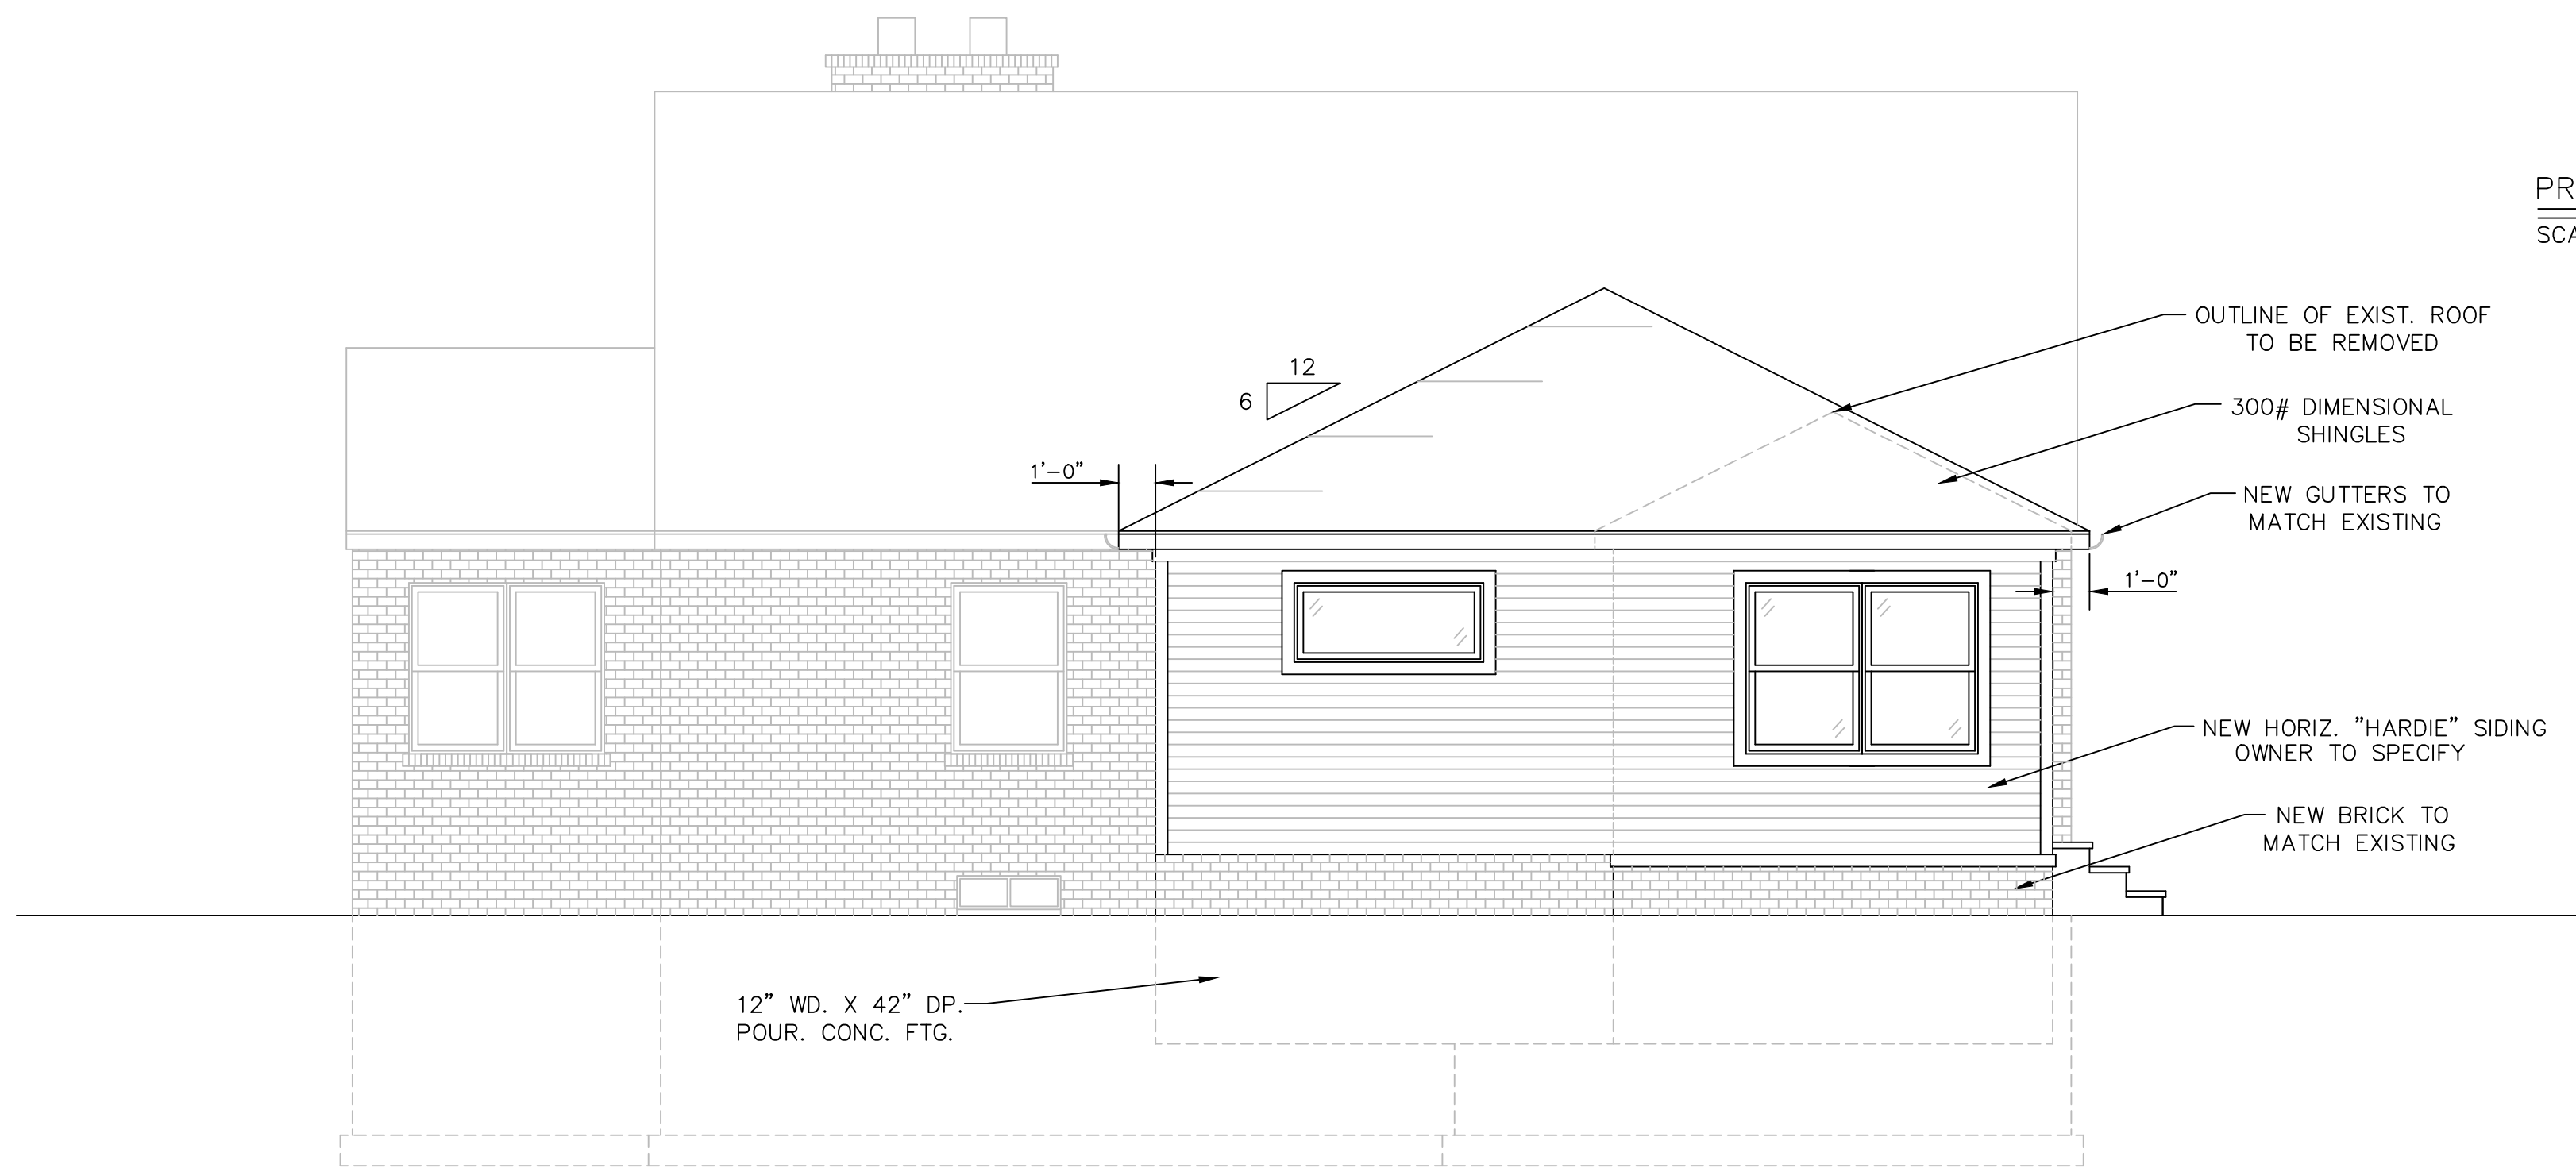 PR
SCA
OUTLINE OF EXIST. ROOF
TO BE REMOVED
12
6
300# DIMENSIONAL
SHINGLES
1'-0"
NEW GUTTERS TO
MATCH EXISTING
1'-0"
NEW HORIZ. "HARDIE" SIDING
OWNER TO SPECIFY
NEW BRICK TO
MATCH EXISTING
12" WD. X 42" DP.
POUR. CONC. FTG.